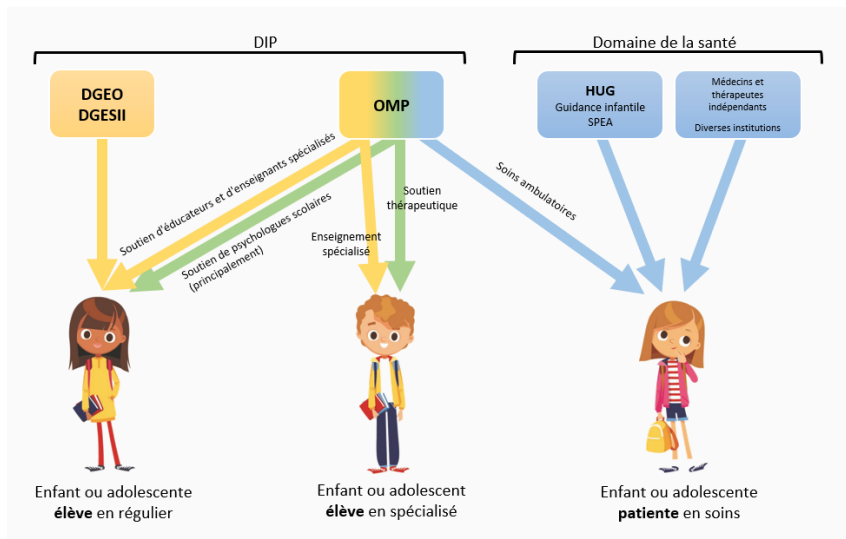 DIP
Domaine de la santé
DGEO
DGESII
OMP
HUG
Guidance infantile
SPEA
Médecins et
thérapeutes
indépendants
Diverses institutions
Soutien d'éducateurs et d'enseignants spécialisés
Soutien de psychologues scolaires
(principalement)
Enseignement
spécialisé
Soutien
thérapeutique
Soins ambulatoires
Enfant ou adolescente
élève en régulier
Enfant ou adolescent
élève en spécialisé
Enfant ou adolescente
patiente en soins